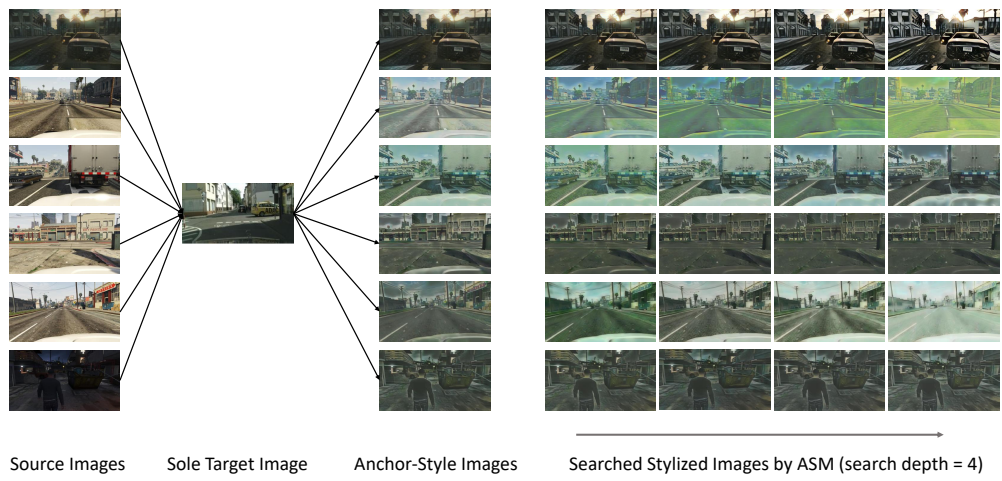 Source Images
Sole Target Image
Anchor-Style Images
Searched Stylized Images by ASM (search depth = 4)